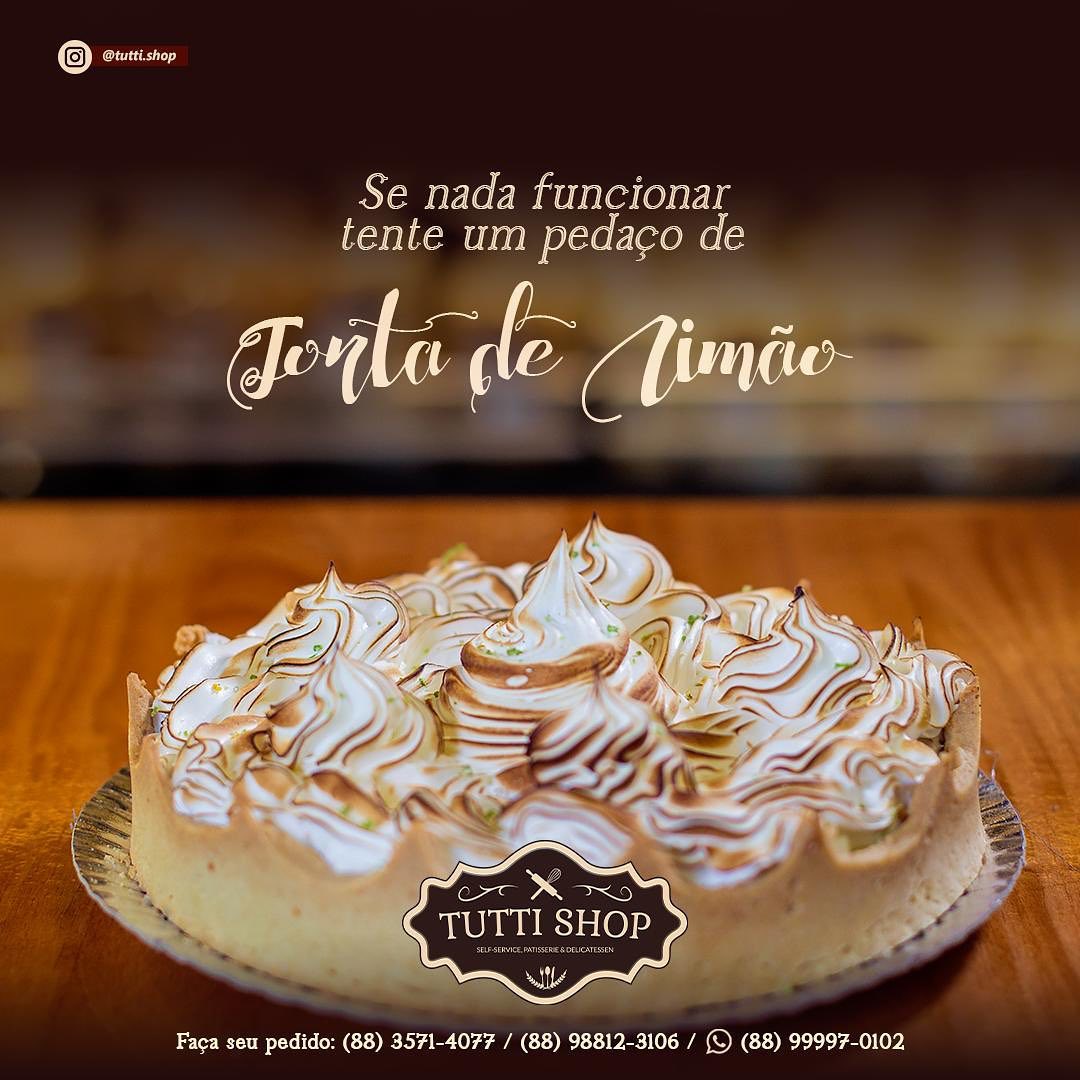 @tutti.shop
Se nada funcionar
tente um pedaço de
Torta de Limão
TUTTI SHOP
SELF-SERVICE, PATISSERIE & DELICATESSEN
Faça seu pedido: (88) 3571-4077 / (88) 98812-3106 / (88) 99997-0102